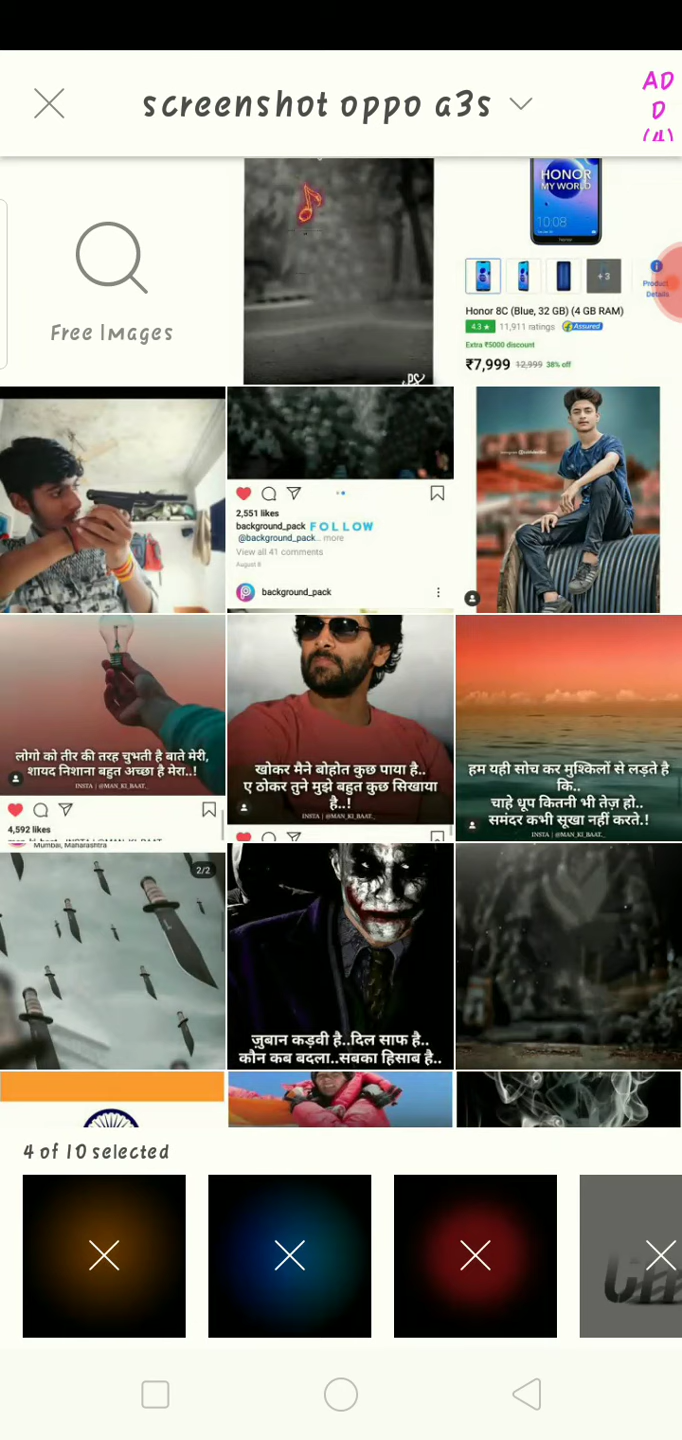 screenshot oppo a3s
AD
D
(4)
Free Images
HONOR
MY WORLD
10:08
honor
+ 3
Product
Details
Honor 8C (Blue, 32 GB) (4 GB RAM)
4.3 ★ 11,911 ratings Assured
Extra ₹5000 discount
₹7,999 12,999 38% off
2,551 likes
background_pack FOLLOW
@background_pack... more
View all 41 comments
August 8
background_pack
लोगो को तीर की तरह चुभती है बाते मेरी,
शायद निशाना बहुत अच्छा है मेरा..!
INSTA | @MAN_KI_BAAT_
4,592 likes
खोकर मैने बोहोत कुछ पाया है..
ए ठोकर तुने मुझे बहुत कुछ सिखाया
है..!
INSTA | @MAN_KI_BAAT_
हम यही सोच कर मुश्किलों से लड़ते है
कि..
चाहे धूप कितनी भी तेज़ हो..
समंदर कभी सूखा नहीं करते.!
INSTA | @MAN_KI_BAAT_
Mumbai, Maharashtra
2/2
जुबान कड़वी है..दिल साफ है..
कौन कब बदला..सबका हिसाब है..
4 of 10 selected